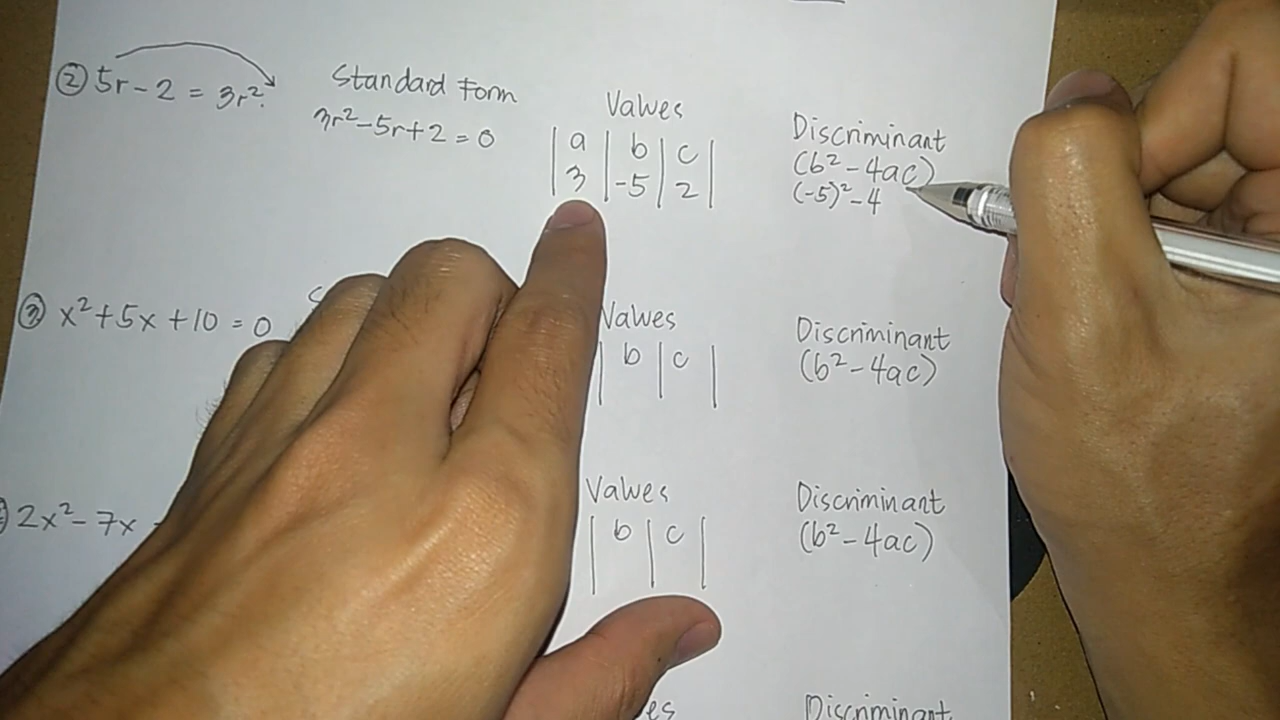 ② 5r - 2 = 3r².
Standard Form
3r² - 5r + 2 = 0
Values
| a | b | c |
| 3 | -5 | 2 |
Discriminant
(b² - 4ac)
(-5)² - 4
③ x² + 5x + 10 = 0
Values
| b | c |
Discriminant
(b² - 4ac)
2x² - 7x
Values
| b | c |
Discriminant
(b² - 4ac)
es
Discriminant